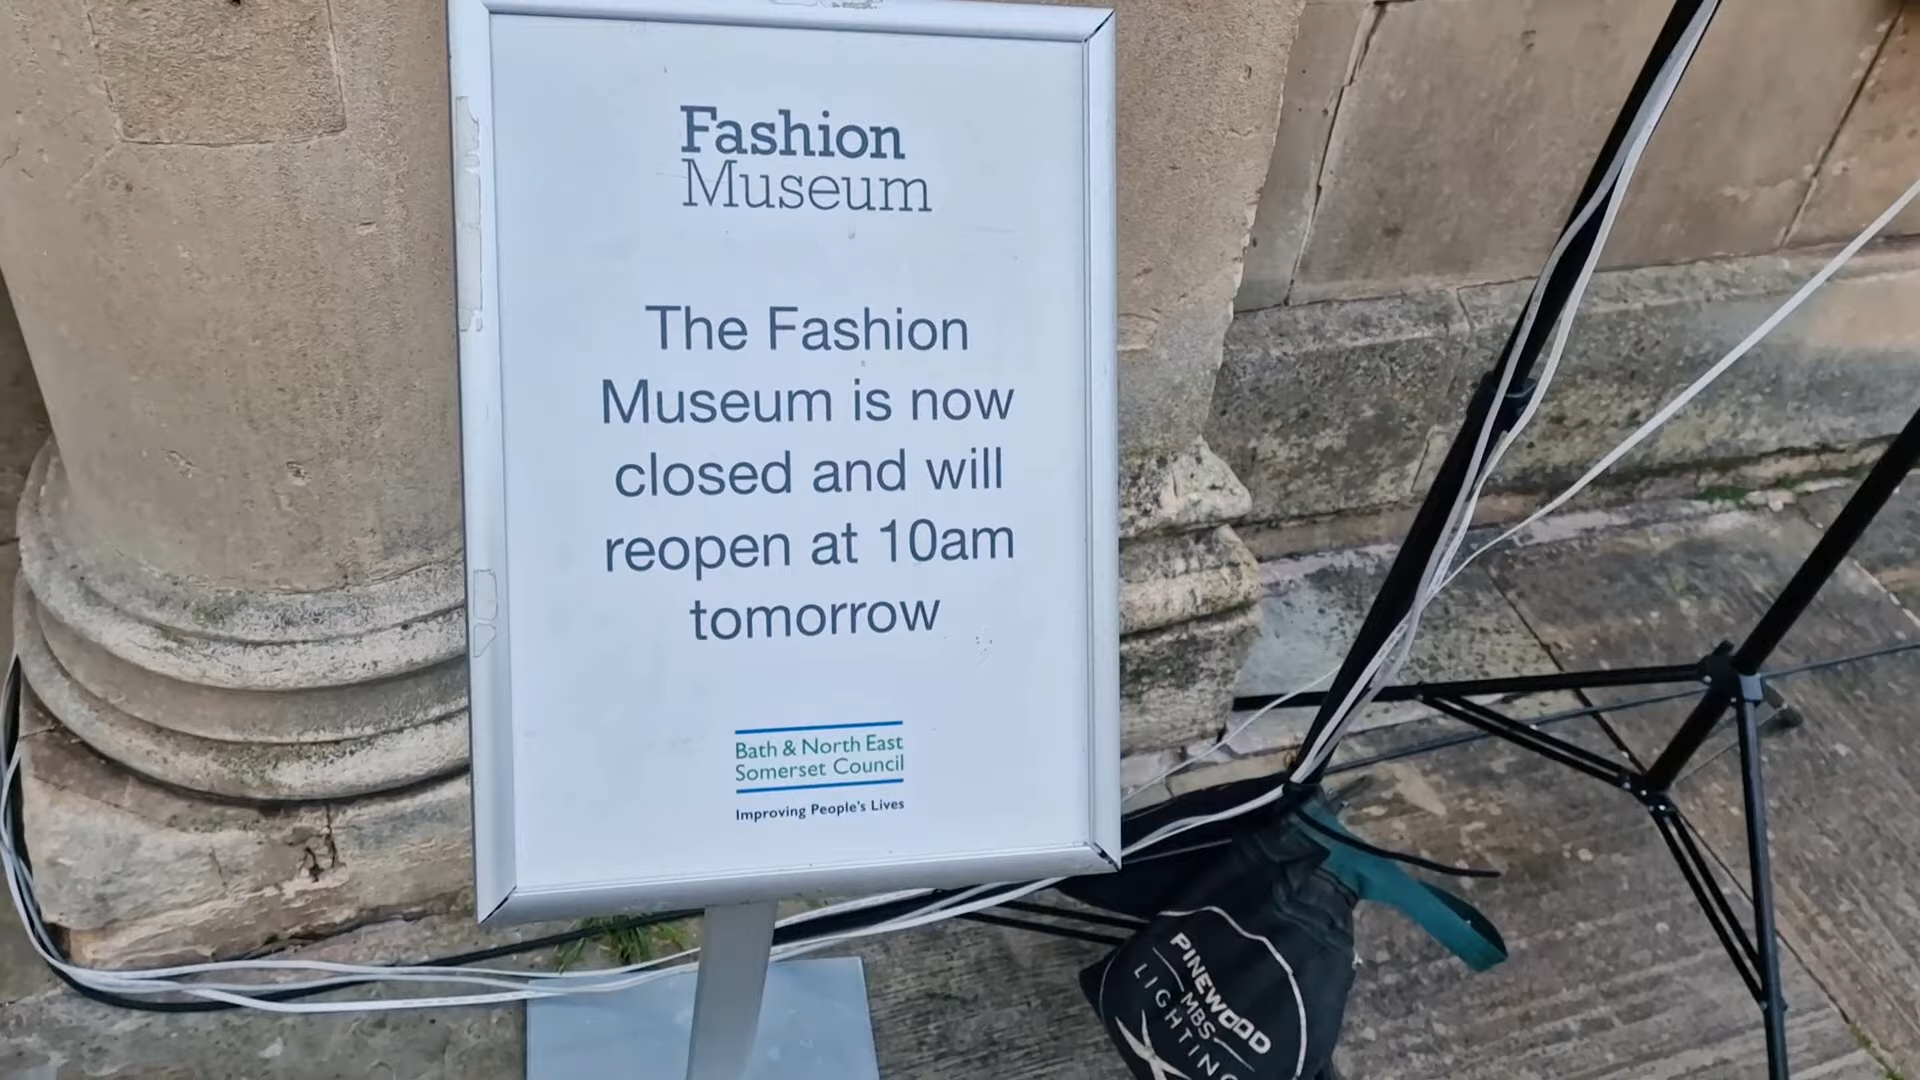 Fashion
Museum
The Fashion
Museum is now
closed and will
reopen at 10am
tomorrow
Bath & North East
Somerset Council
Improving People's Lives
PINEWOOD
MBS
LIGHTING